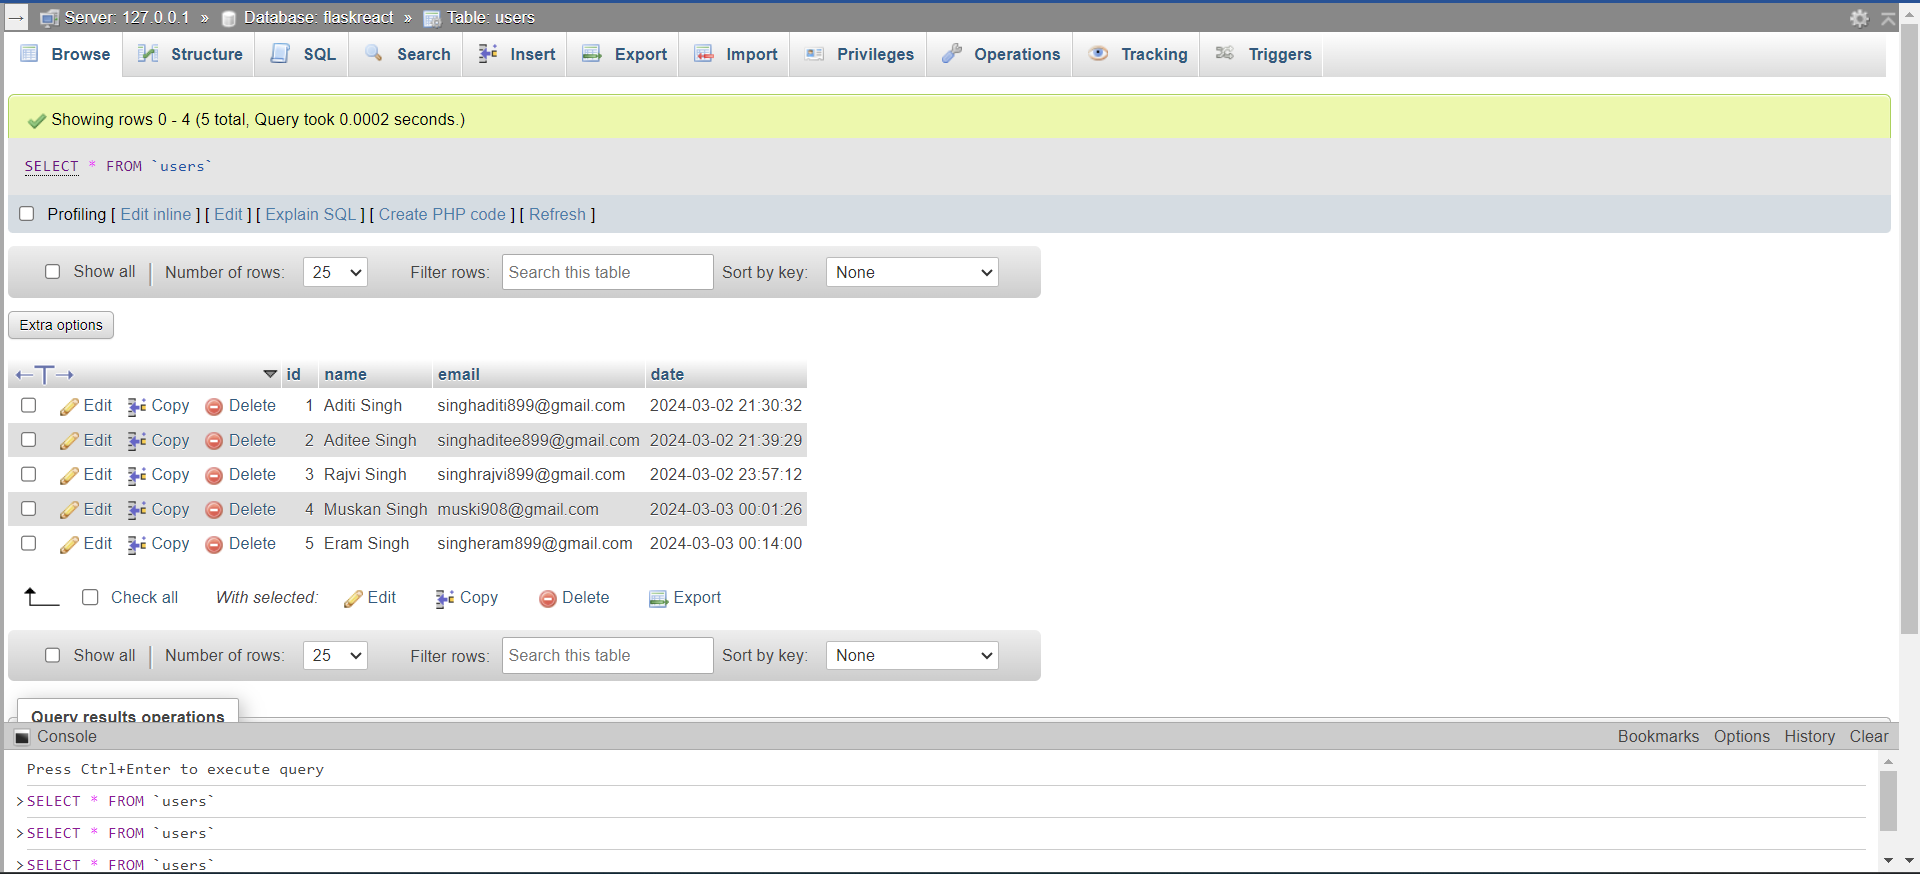 Server: 127.0.0.1 » Database: flaskreact » Table: users
Browse Structure SQL Search Insert Export Import Privileges Operations Tracking Triggers
Showing rows 0 - 4 (5 total, Query took 0.0002 seconds.)
SELECT * FROM `users`
Profiling [ Edit inline ] [ Edit ] [ Explain SQL ] [ Create PHP code ] [ Refresh ]
Show all Number of rows: 25 Filter rows: Search this table Sort by key: None
Extra options
id name email date
Edit Copy Delete 1 Aditi Singh singhaditi899@gmail.com 2024-03-02 21:30:32
Edit Copy Delete 2 Aditee Singh singhaditee899@gmail.com 2024-03-02 21:39:29
Edit Copy Delete 3 Rajvi Singh singhrajvi899@gmail.com 2024-03-02 23:57:12
Edit Copy Delete 4 Muskan Singh muski908@gmail.com 2024-03-03 00:01:26
Edit Copy Delete 5 Eram Singh singheram899@gmail.com 2024-03-03 00:14:00
Check all With selected: Edit Copy Delete Export
Show all Number of rows: 25 Filter rows: Search this table Sort by key: None
Query results operations
Console Bookmarks Options History Clear
Press Ctrl+Enter to execute query
>SELECT * FROM `users`
>SELECT * FROM `users`
>SELECT * FROM `users`